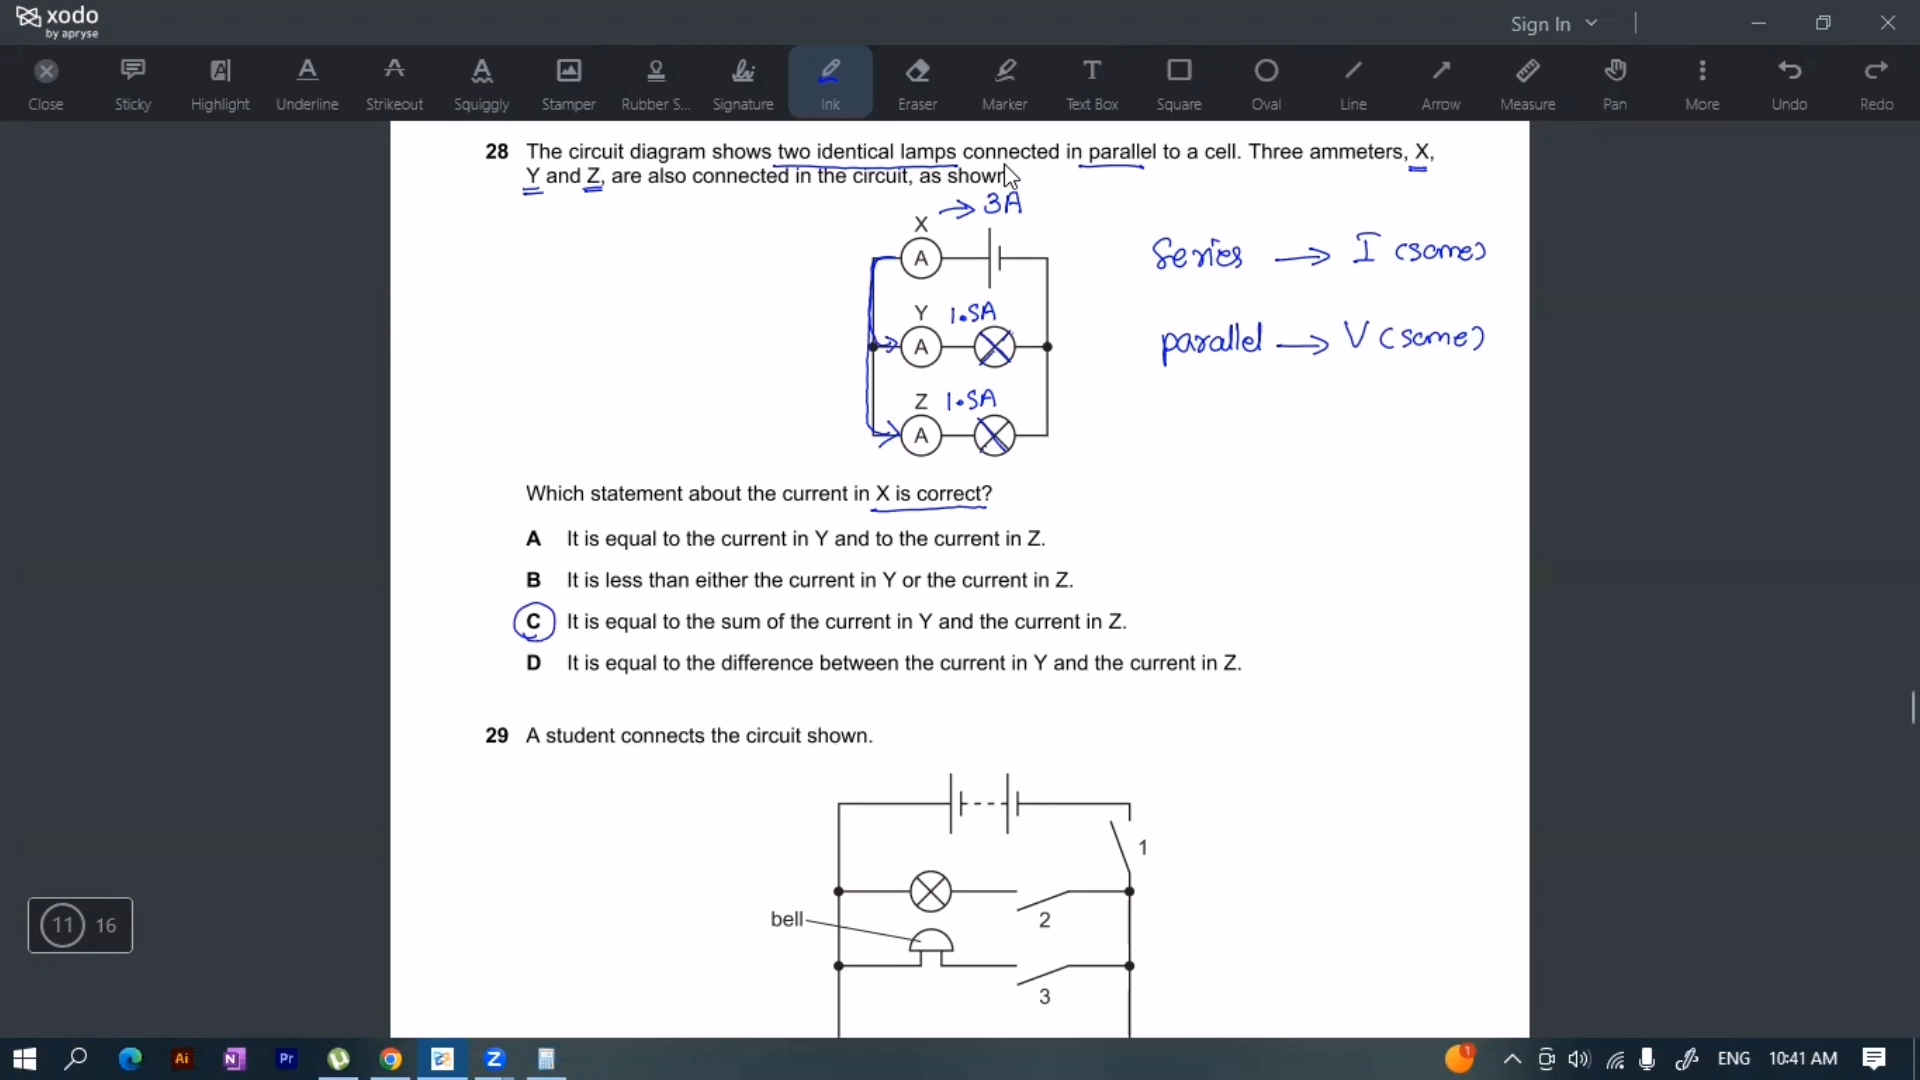 xodo
by apryse
Sign In
Close
Sticky
Highlight
Underline
Strikeout
Squiggly
Stamper
Rubber S...
Signature
Ink
Eraser
Marker
Text Box
Square
Oval
Line
Arrow
Measure
Pan
More
Undo
Redo
28 The circuit diagram shows two identical lamps connected in parallel to a cell. Three ammeters, X,
Y and Z, are also connected in the circuit, as shown
X → 3A
A
Series → I (same)
Y 1.5A
A
parallel → V (same)
Z 1.5A
A
Which statement about the current in X is correct?
A It is equal to the current in Y and to the current in Z.
B It is less than either the current in Y or the current in Z.
C It is equal to the sum of the current in Y and the current in Z.
D It is equal to the difference between the current in Y and the current in Z.
29 A student connects the circuit shown.
1
2
bell
3
11 16
Ai
N
Pr
Z
1
ENG 10:41 AM